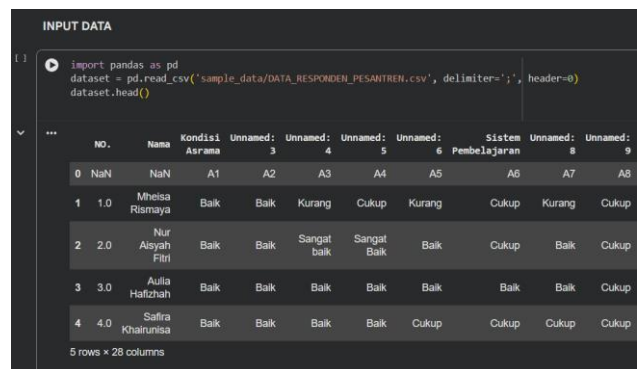 INPUT DATA
[ ]
import pandas as pd
dataset = pd.read_csv('sample_data/DATA_RESPONDEN_PESANTREN.csv', delimiter=';', header=0)
dataset.head()
NO. Nama Kondisi Asrama Unnamed: 3 Unnamed: 4 Unnamed: 5 Unnamed: 6 Sistem Pembelajaran Unnamed: 8 Unnamed: 9
0 NaN NaN A1 A2 A3 A4 A5 A6 A7 A8
1 1.0 Mheisa Rismaya Baik Baik Kurang Cukup Kurang Cukup Kurang Cukup
2 2.0 Nur Aisyah Fitri Baik Baik Sangat baik Sangat Baik Baik Cukup Baik Cukup
3 3.0 Aulia Hafizhah Baik Baik Baik Baik Baik Baik Baik Cukup
4 4.0 Safira Khairunisa Baik Baik Baik Baik Cukup Cukup Cukup Cukup
5 rows × 28 columns